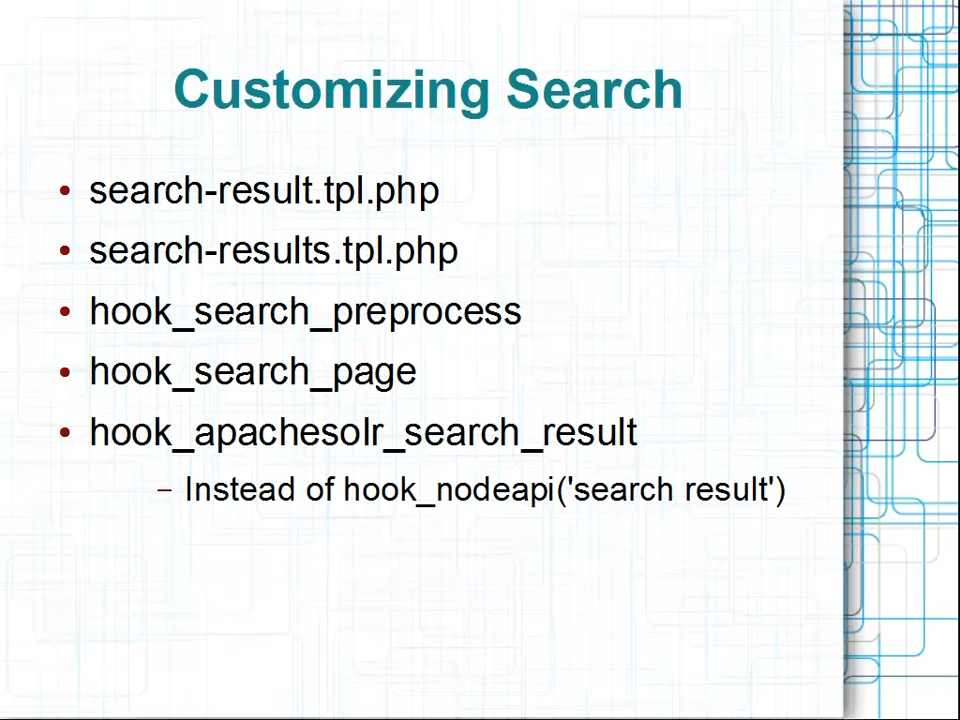 Customizing Search
• search-result.tpl.php
• search-results.tpl.php
• hook_search_preprocess
• hook_search_page
• hook_apachesolr_search_result
– Instead of hook_nodeapi('search result')